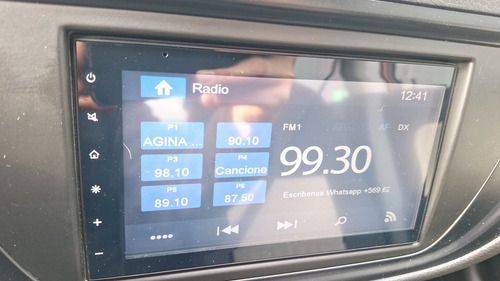 Radio
12:41
P1
AGINA ...
90.10
P3
98.10
P4
Cancione
P5
89.10
P6
87.50
FM1
AF
DX
99.30
Escribenos Whatsapp +569 62